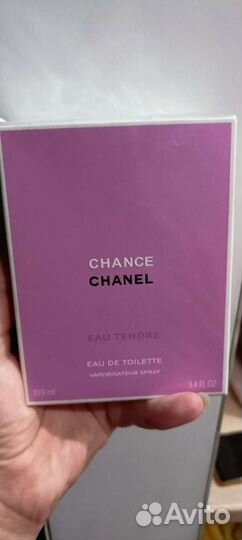 CHANCE
CHANEL
EAU TENDRE
EAU DE TOILETTE
VAPORISATEUR SPRAY
100 ml
3.4 FL.OZ.
Avito